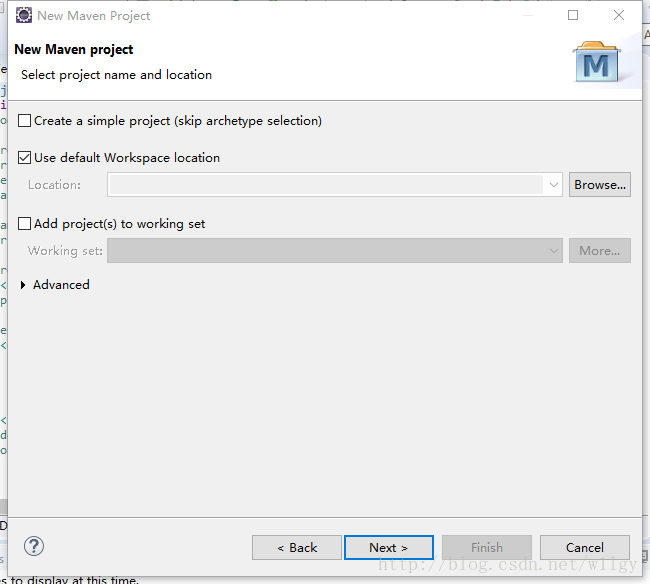 New Maven Project
New Maven project
Select project name and location
M
Create a simple project (skip archetype selection)
Use default Workspace location
Location:
Browse...
Add project(s) to working set
Working set:
More...
Advanced
?
< Back
Next >
Finish
Cancel
http://blog.csdn.net/wllgy
es to display at this time.